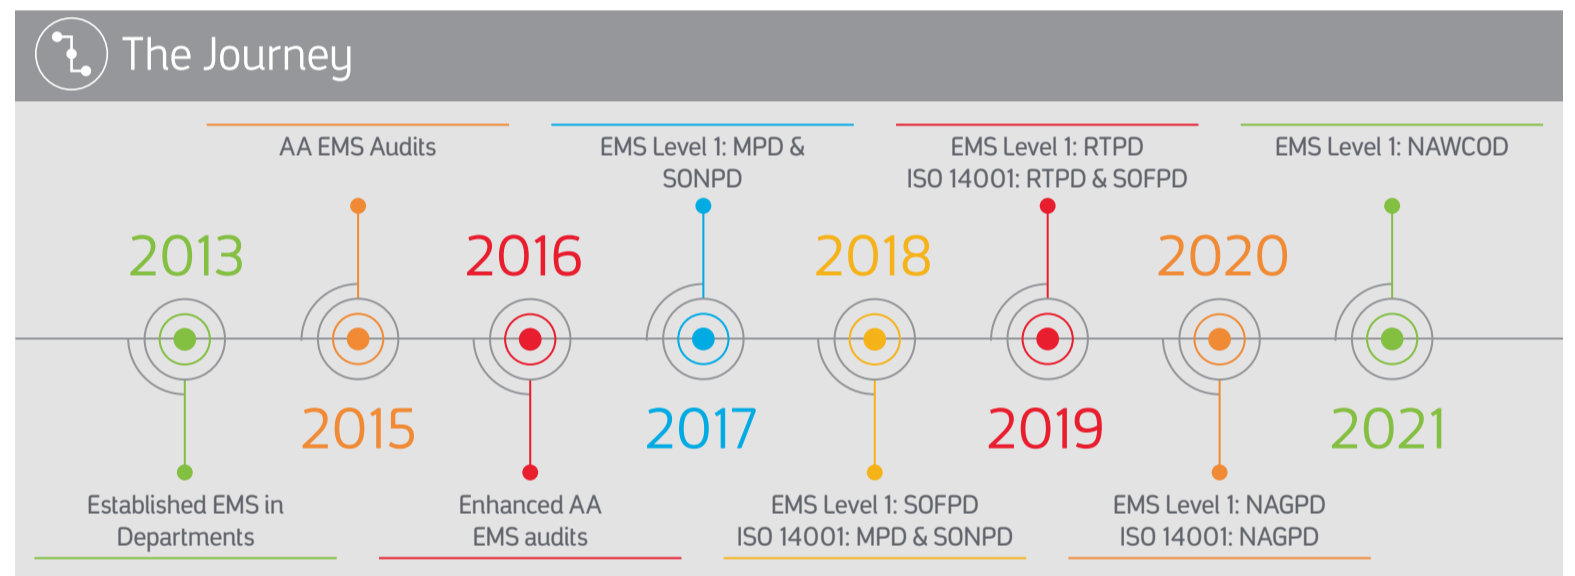 The Journey
2013
Established EMS in
Departments
AA EMS Audits
2015
2016
Enhanced AA
EMS audits
EMS Level 1: MPD &
SONPD
2017
2018
EMS Level 1: SOFPD
ISO 14001: MPD & SONPD
EMS Level 1: RTPD
ISO 14001: RTPD & SOFPD
2019
2020
EMS Level 1: NAGPD
ISO 14001: NAGPD
EMS Level 1: NAWCOD
2021